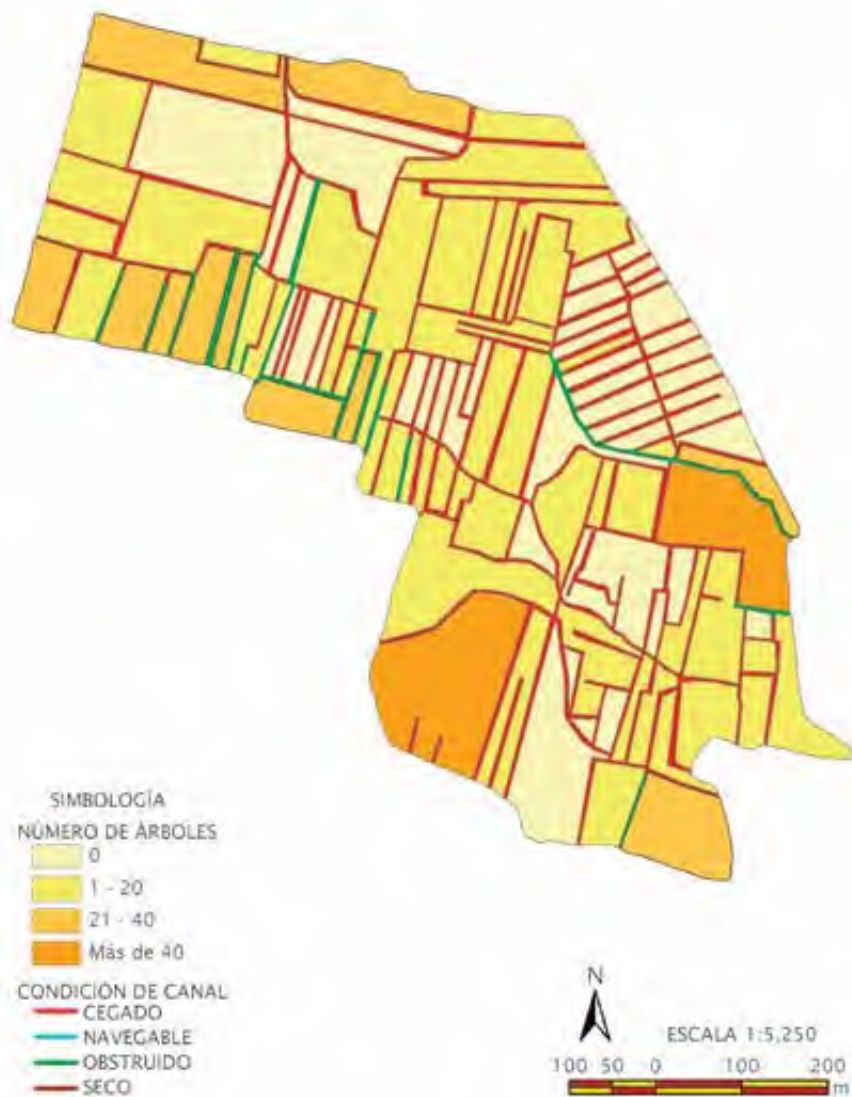 SIMBOLOGÍA
NÚMERO DE ÁRBOLES
0
1 - 20
21 - 40
Más de 40
CONDICIÓN DE CANAL
CEGADO
NAVEGABLE
OBSTRUIDO
SECO
N
ESCALA 1:5,250
100 50 0 100 200
m